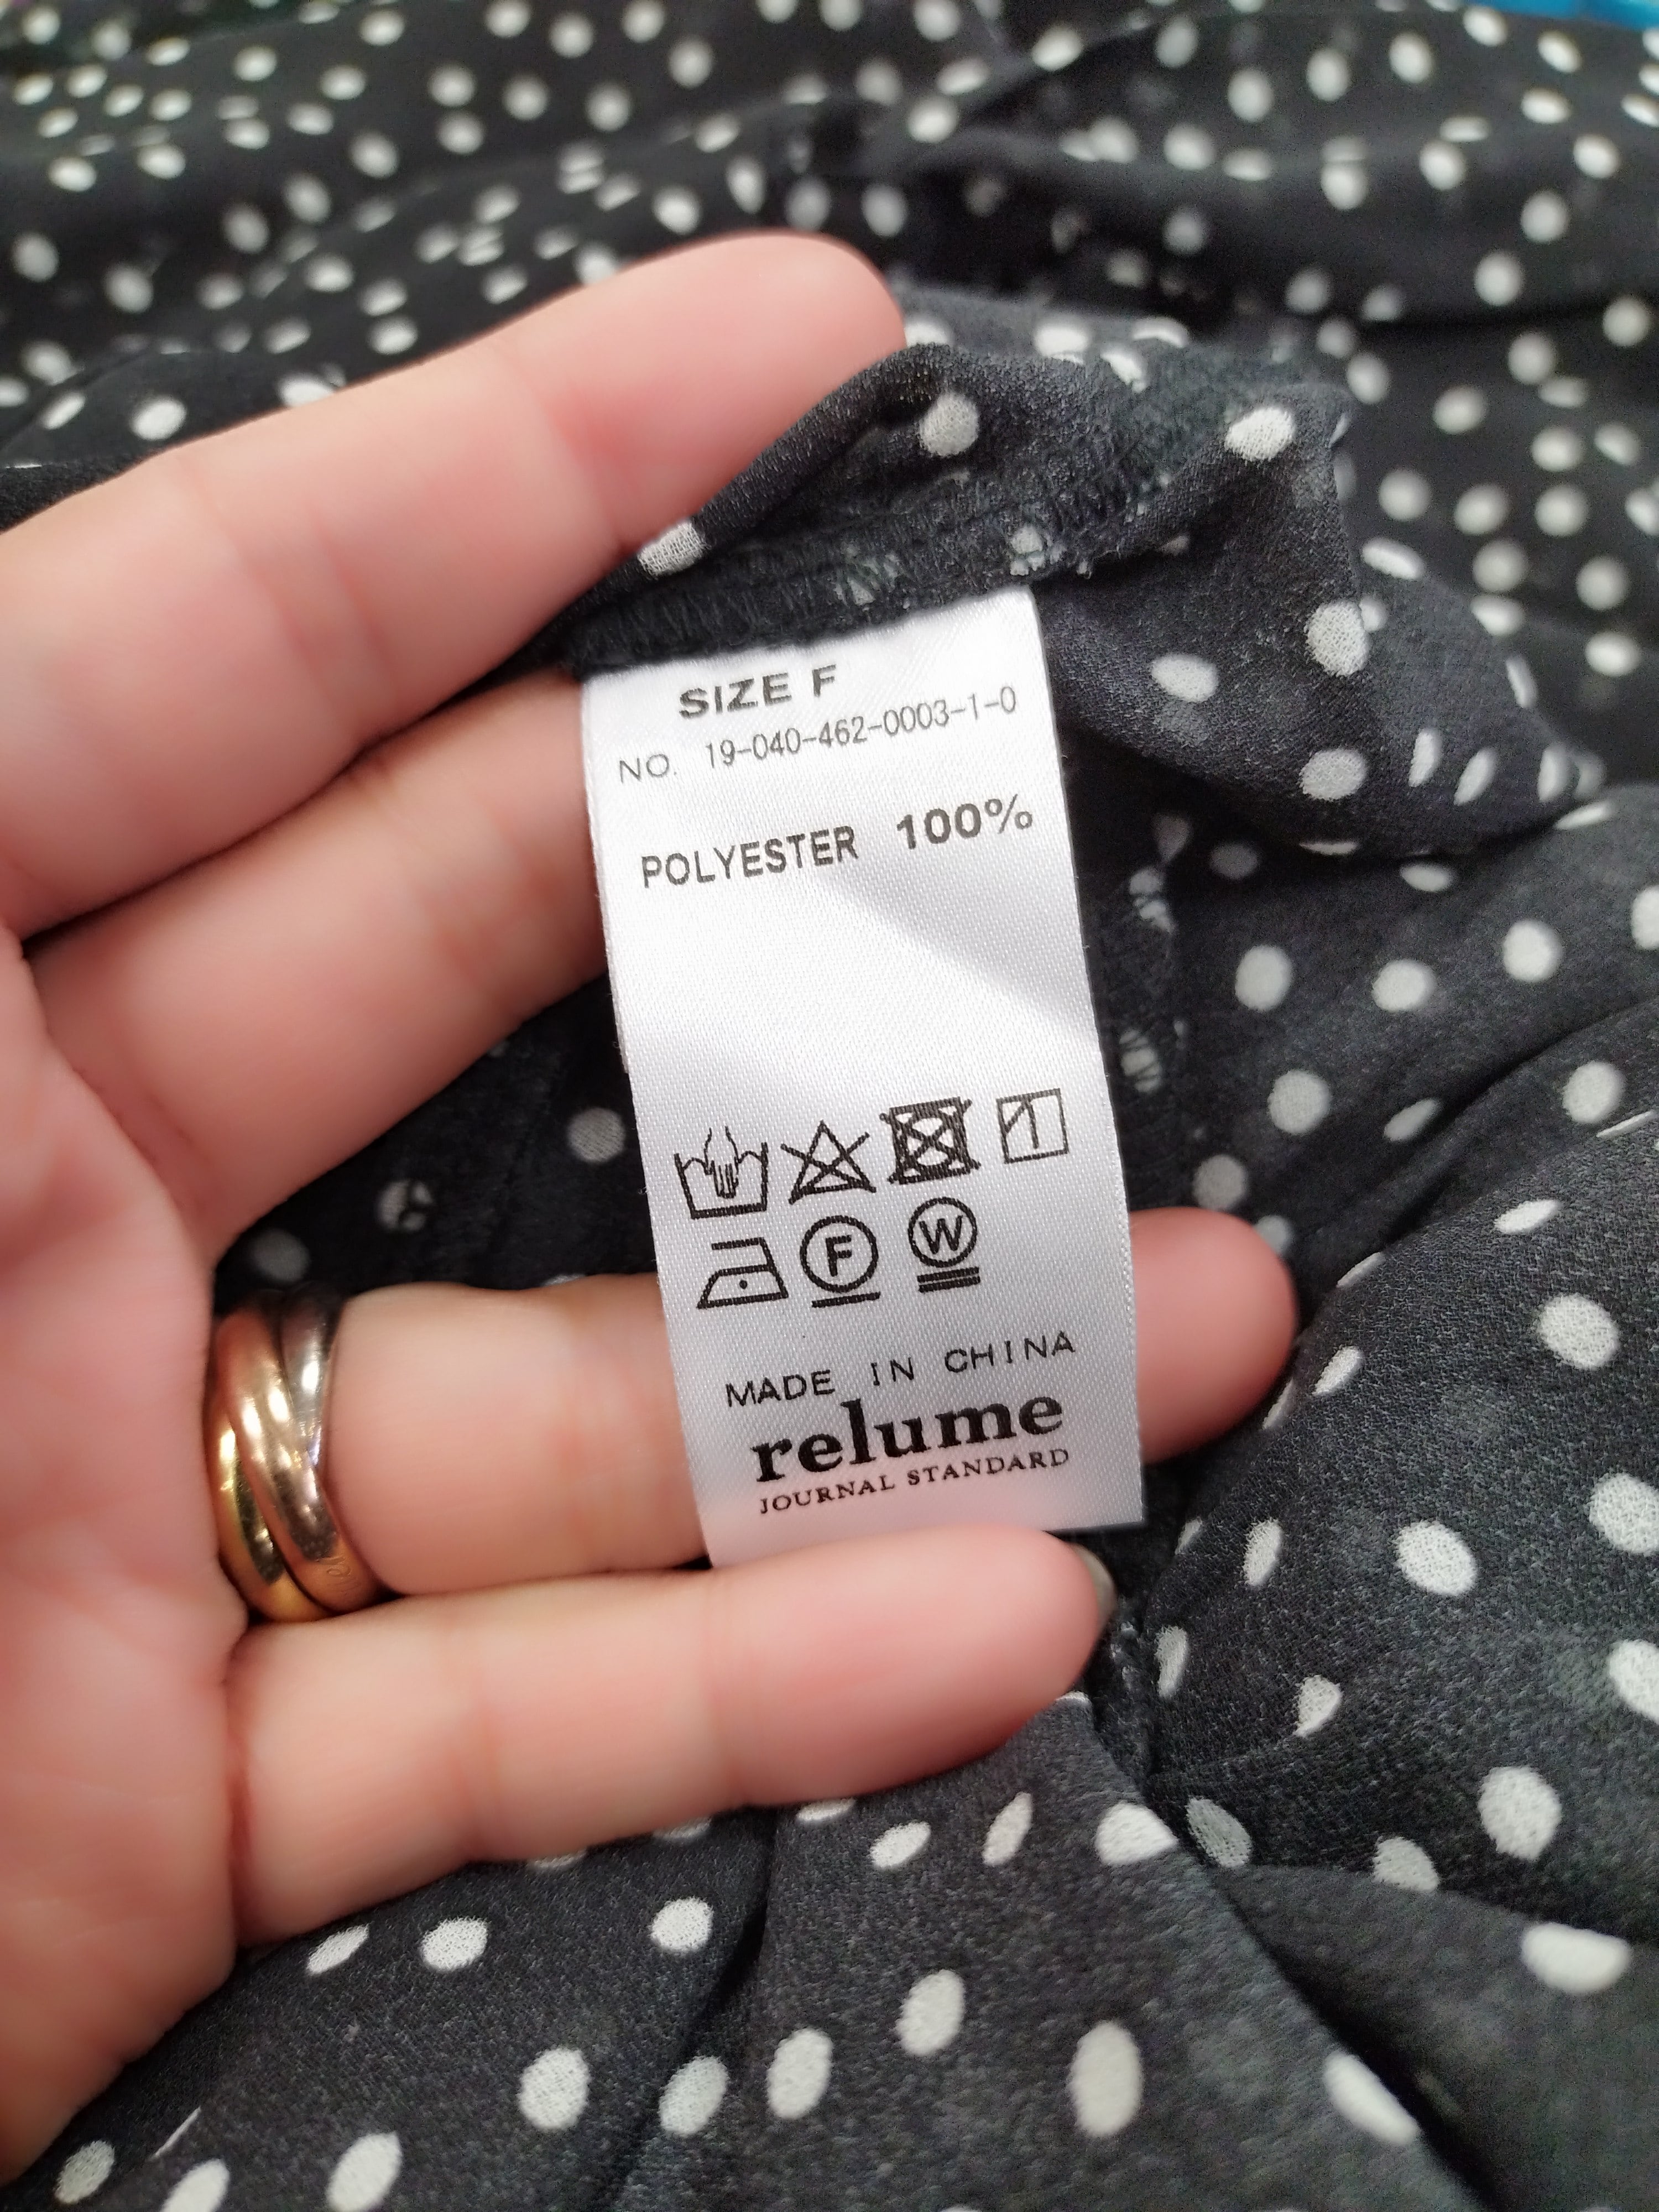 SIZE F
NO. 19-040-462-0003-1-0
POLYESTER 100%
F W
MADE IN CHINA
relume
JOURNAL STANDARD